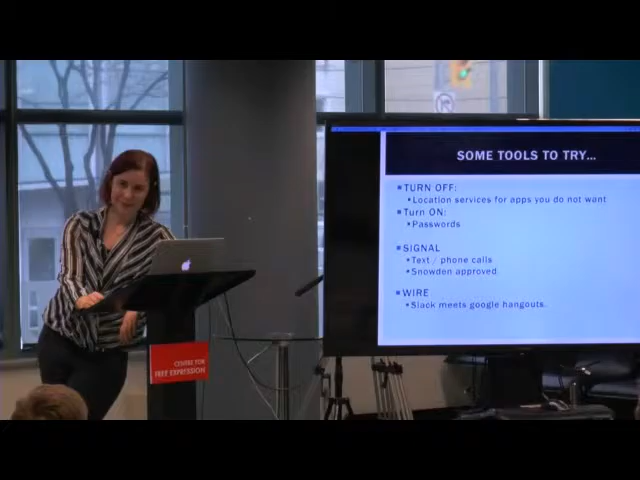 SOME TOOLS TO TRY...
TURN OFF:
Location services for apps you do not want
Turn ON:
Passwords
SIGNAL
Text / phone calls
Snowden approved.
WIRE
Slack meets google hangouts.
CENTRE FOR
FREE EXPRESSION